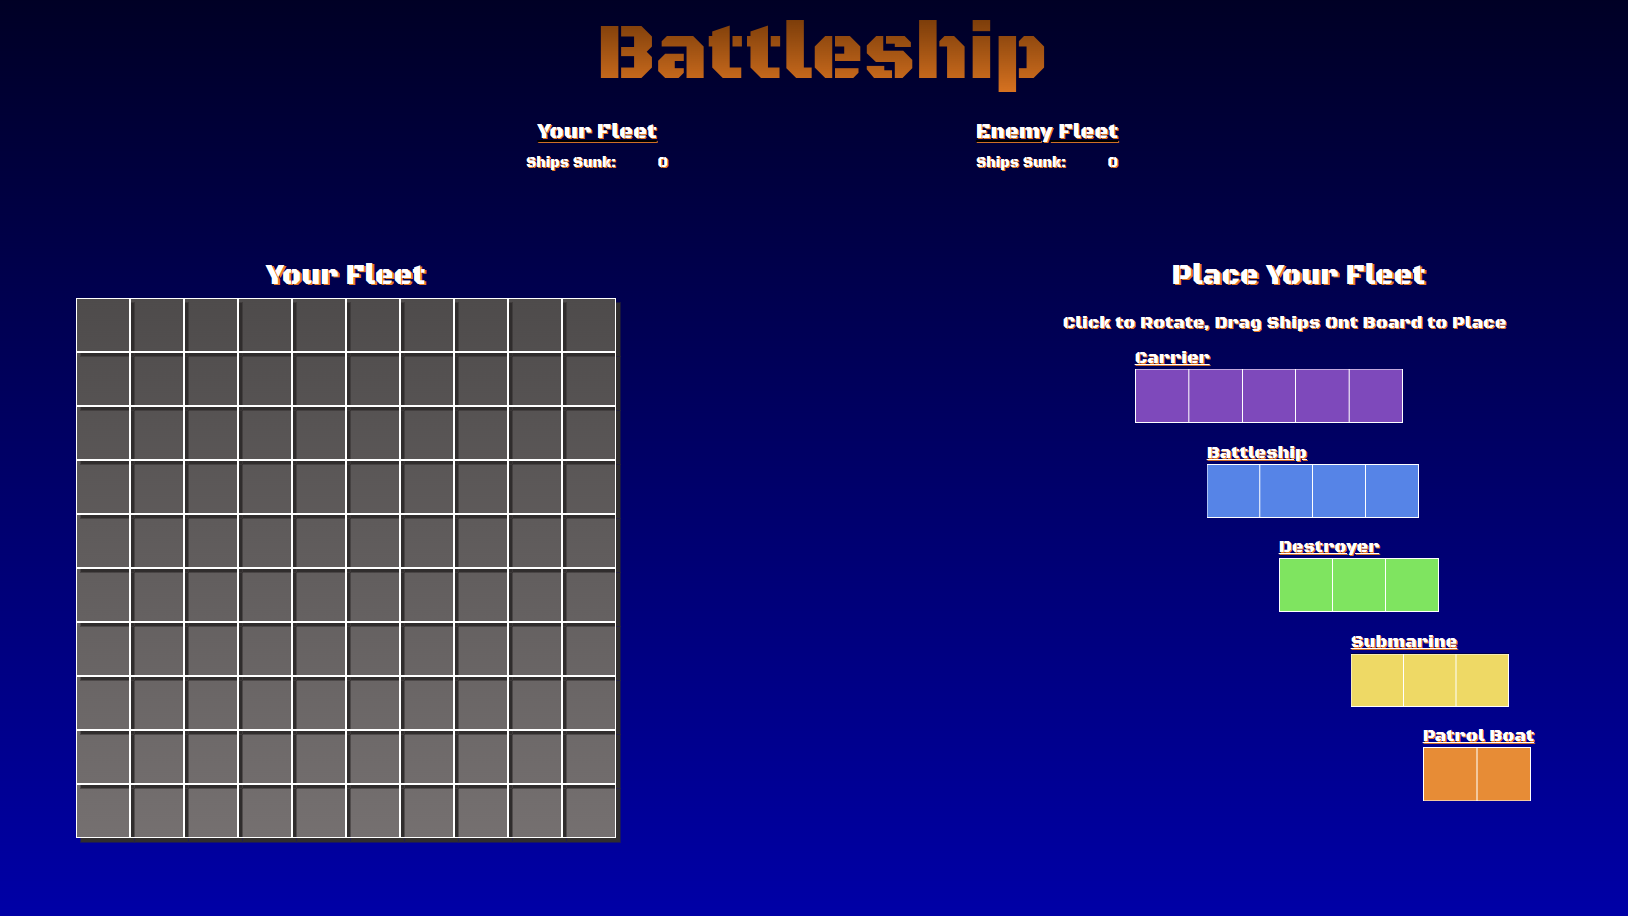 Battleship
Your Fleet
Ships Sunk: 0
Enemy Fleet
Ships Sunk: 0
Your Fleet
Place Your Fleet
Click to Rotate, Drag Ships Ont Board to Place
Carrier
Battleship
Destroyer
Submarine
Patrol Boat